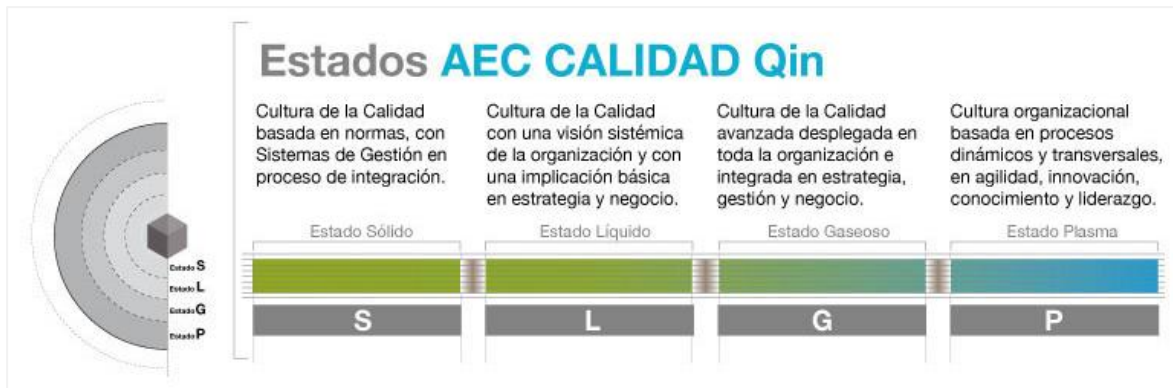 Estados AEC CALIDAD Qin
Cultura de la Calidad
basada en normas, con
Sistemas de Gestión en
proceso de integración.
Cultura de la Calidad
con una visión sistémica
de la organización y con
una implicación básica
en estrategia y negocio.
Cultura de la Calidad
avanzada desplegada en
toda la organización e
integrada en estrategia,
gestión y negocio.
Cultura organizacional
basada en procesos
dinámicos y transversales,
en agilidad, innovación,
conocimiento y liderazgo.
Estado Sólido
Estado Líquido
Estado Gaseoso
Estado Plasma
Estado S
Estado L
Estado G
Estado P
S
L
G
P